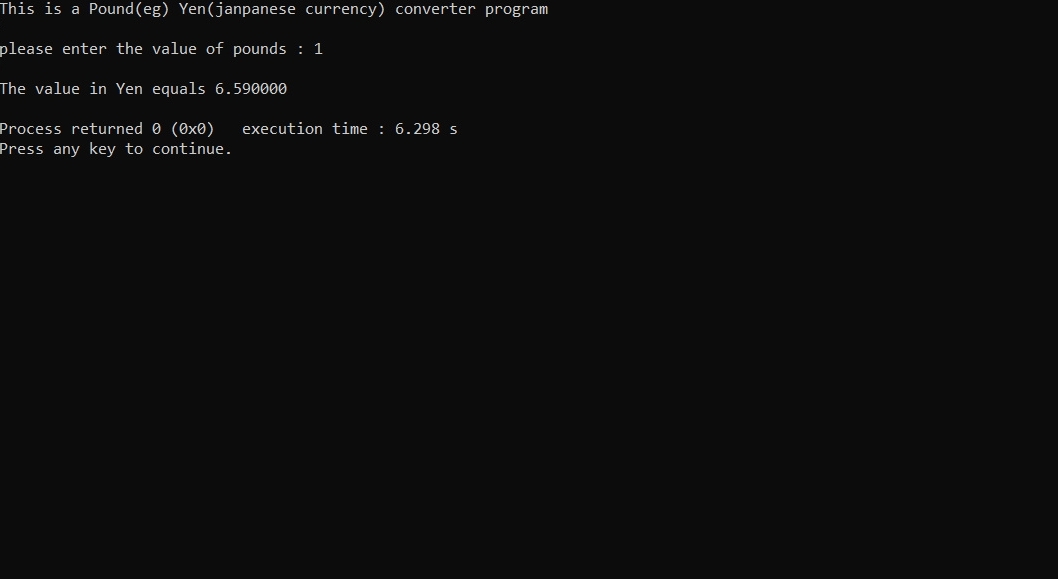 This is a Pound(eg) Yen(janpanese currency) converter program
please enter the value of pounds : 1
The value in Yen equals 6.590000
Process returned 0 (0x0)   execution time : 6.298 s
Press any key to continue.